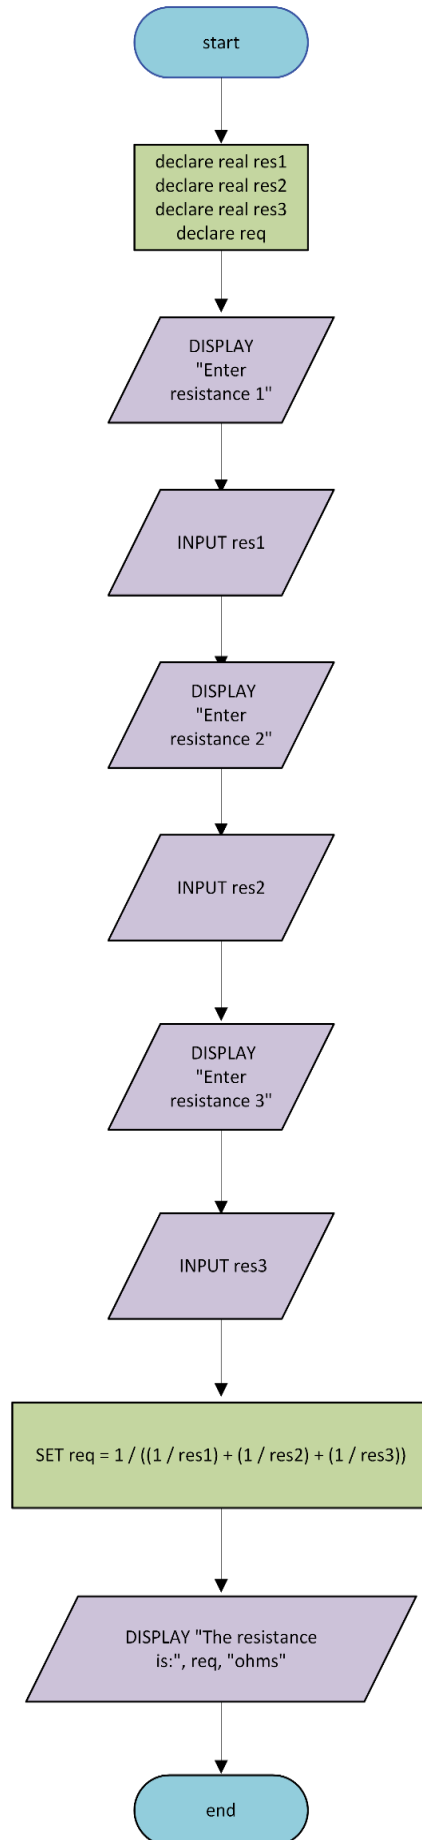 start
declare real res1
declare real res2
declare real res3
declare req
DISPLAY
"Enter
resistance 1"
INPUT res1
DISPLAY
"Enter
resistance 2"
INPUT res2
DISPLAY
"Enter
resistance 3"
INPUT res3
SET req = 1 / ((1 / res1) + (1 / res2) + (1 / res3))
DISPLAY "The resistance
is:", req, "ohms"
end